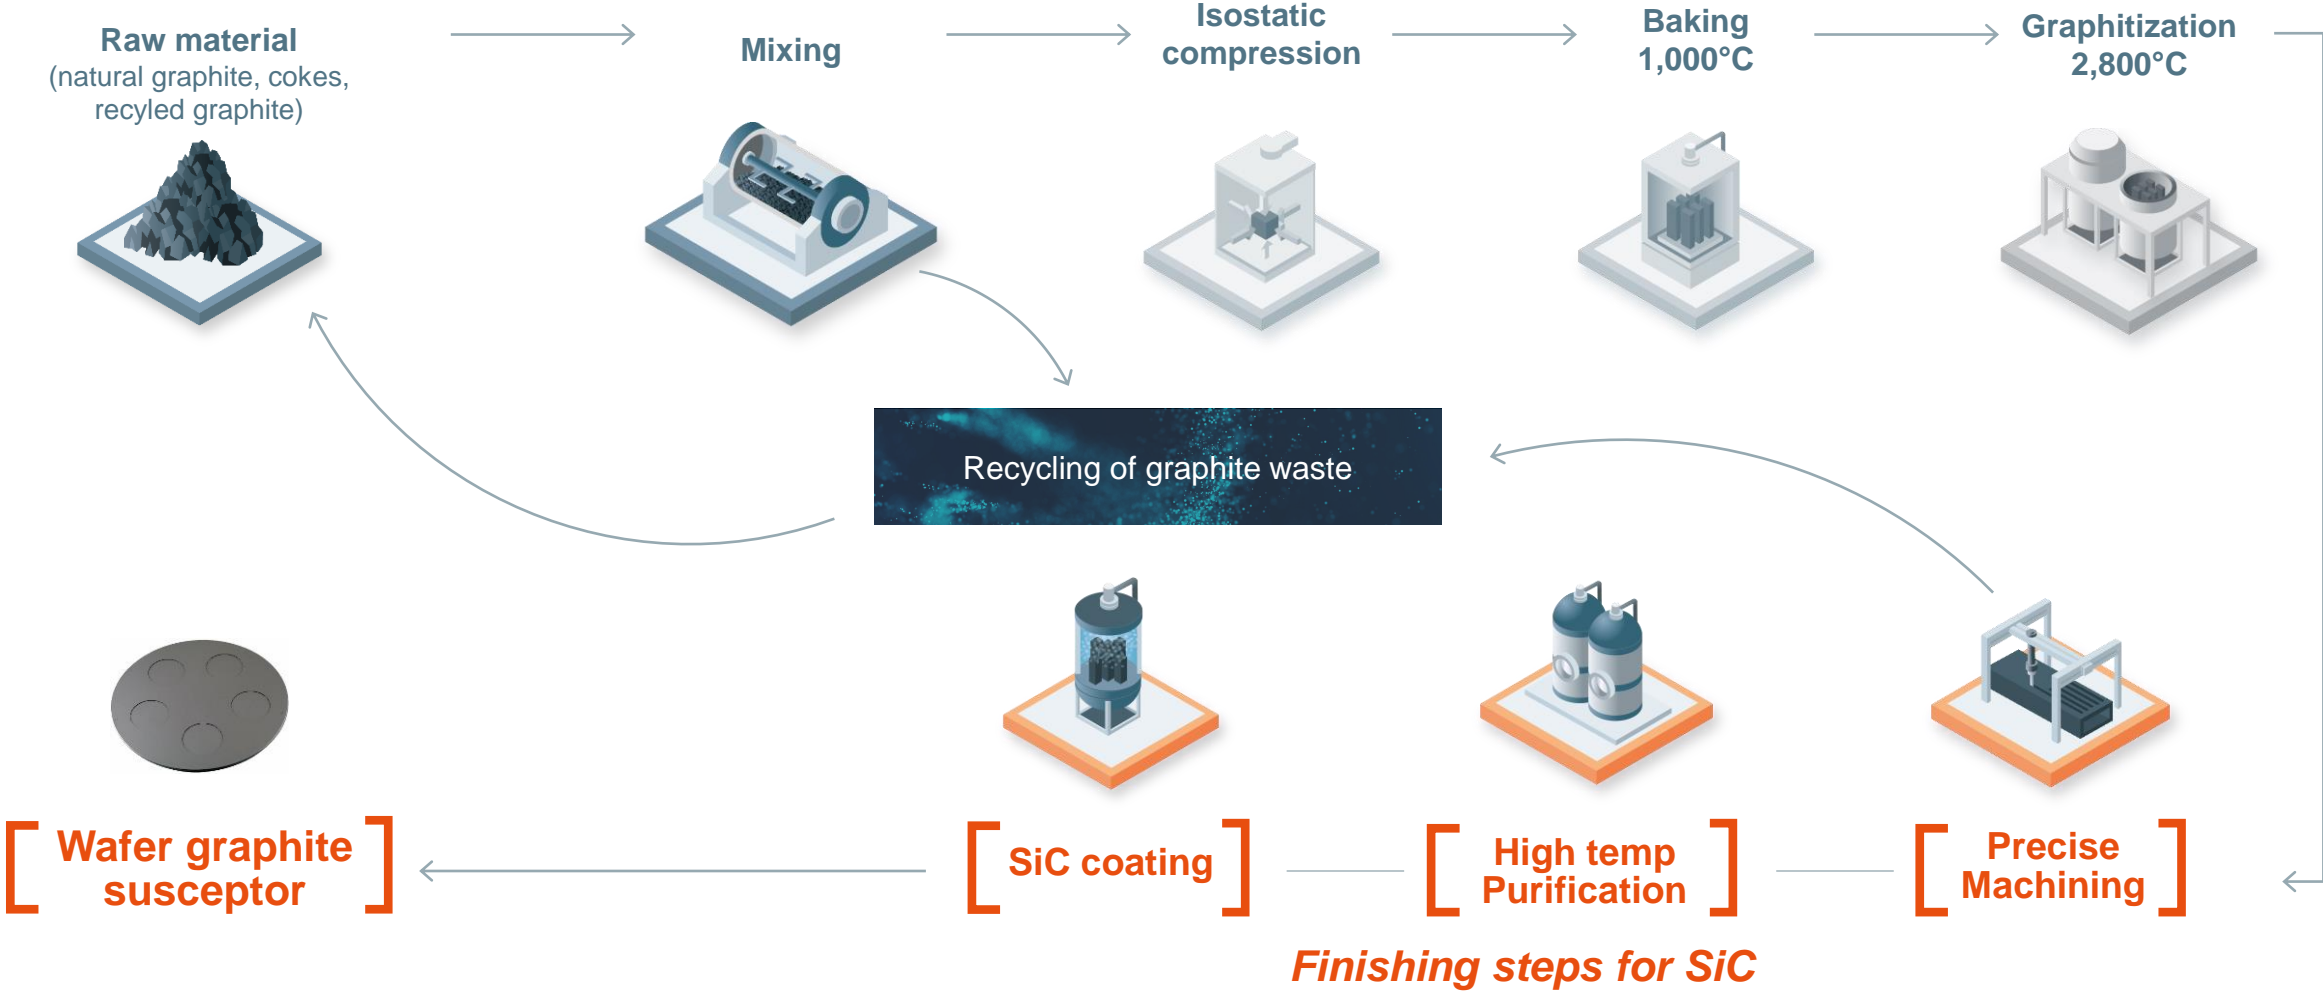 Raw material
(natural graphite, cokes,
recyled graphite)
Mixing
Isostatic
compression
Baking
1,000°C
Graphitization
2,800°C
Recycling of graphite waste
Wafer graphite
susceptor
SiC coating
High temp
Purification
Precise
Machining
Finishing steps for SiC